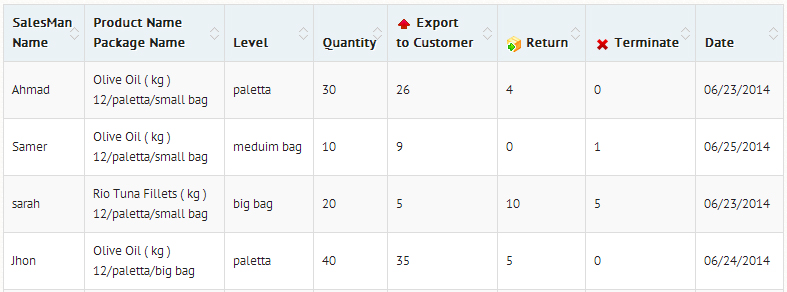 SalesMan Name Product Name Package Name Level Quantity Export to Customer Return Terminate Date
Ahmad Olive Oil ( kg ) 12/paletta/small bag paletta 30 26 4 0 06/23/2014
Samer Olive Oil ( kg ) 12/paletta/small bag meduim bag 10 9 0 1 06/25/2014
sarah Rio Tuna Fillets ( kg ) 12/paletta/small bag big bag 20 5 10 5 06/23/2014
Jhon Olive Oil ( kg ) 12/paletta/big bag paletta 40 35 5 0 06/24/2014